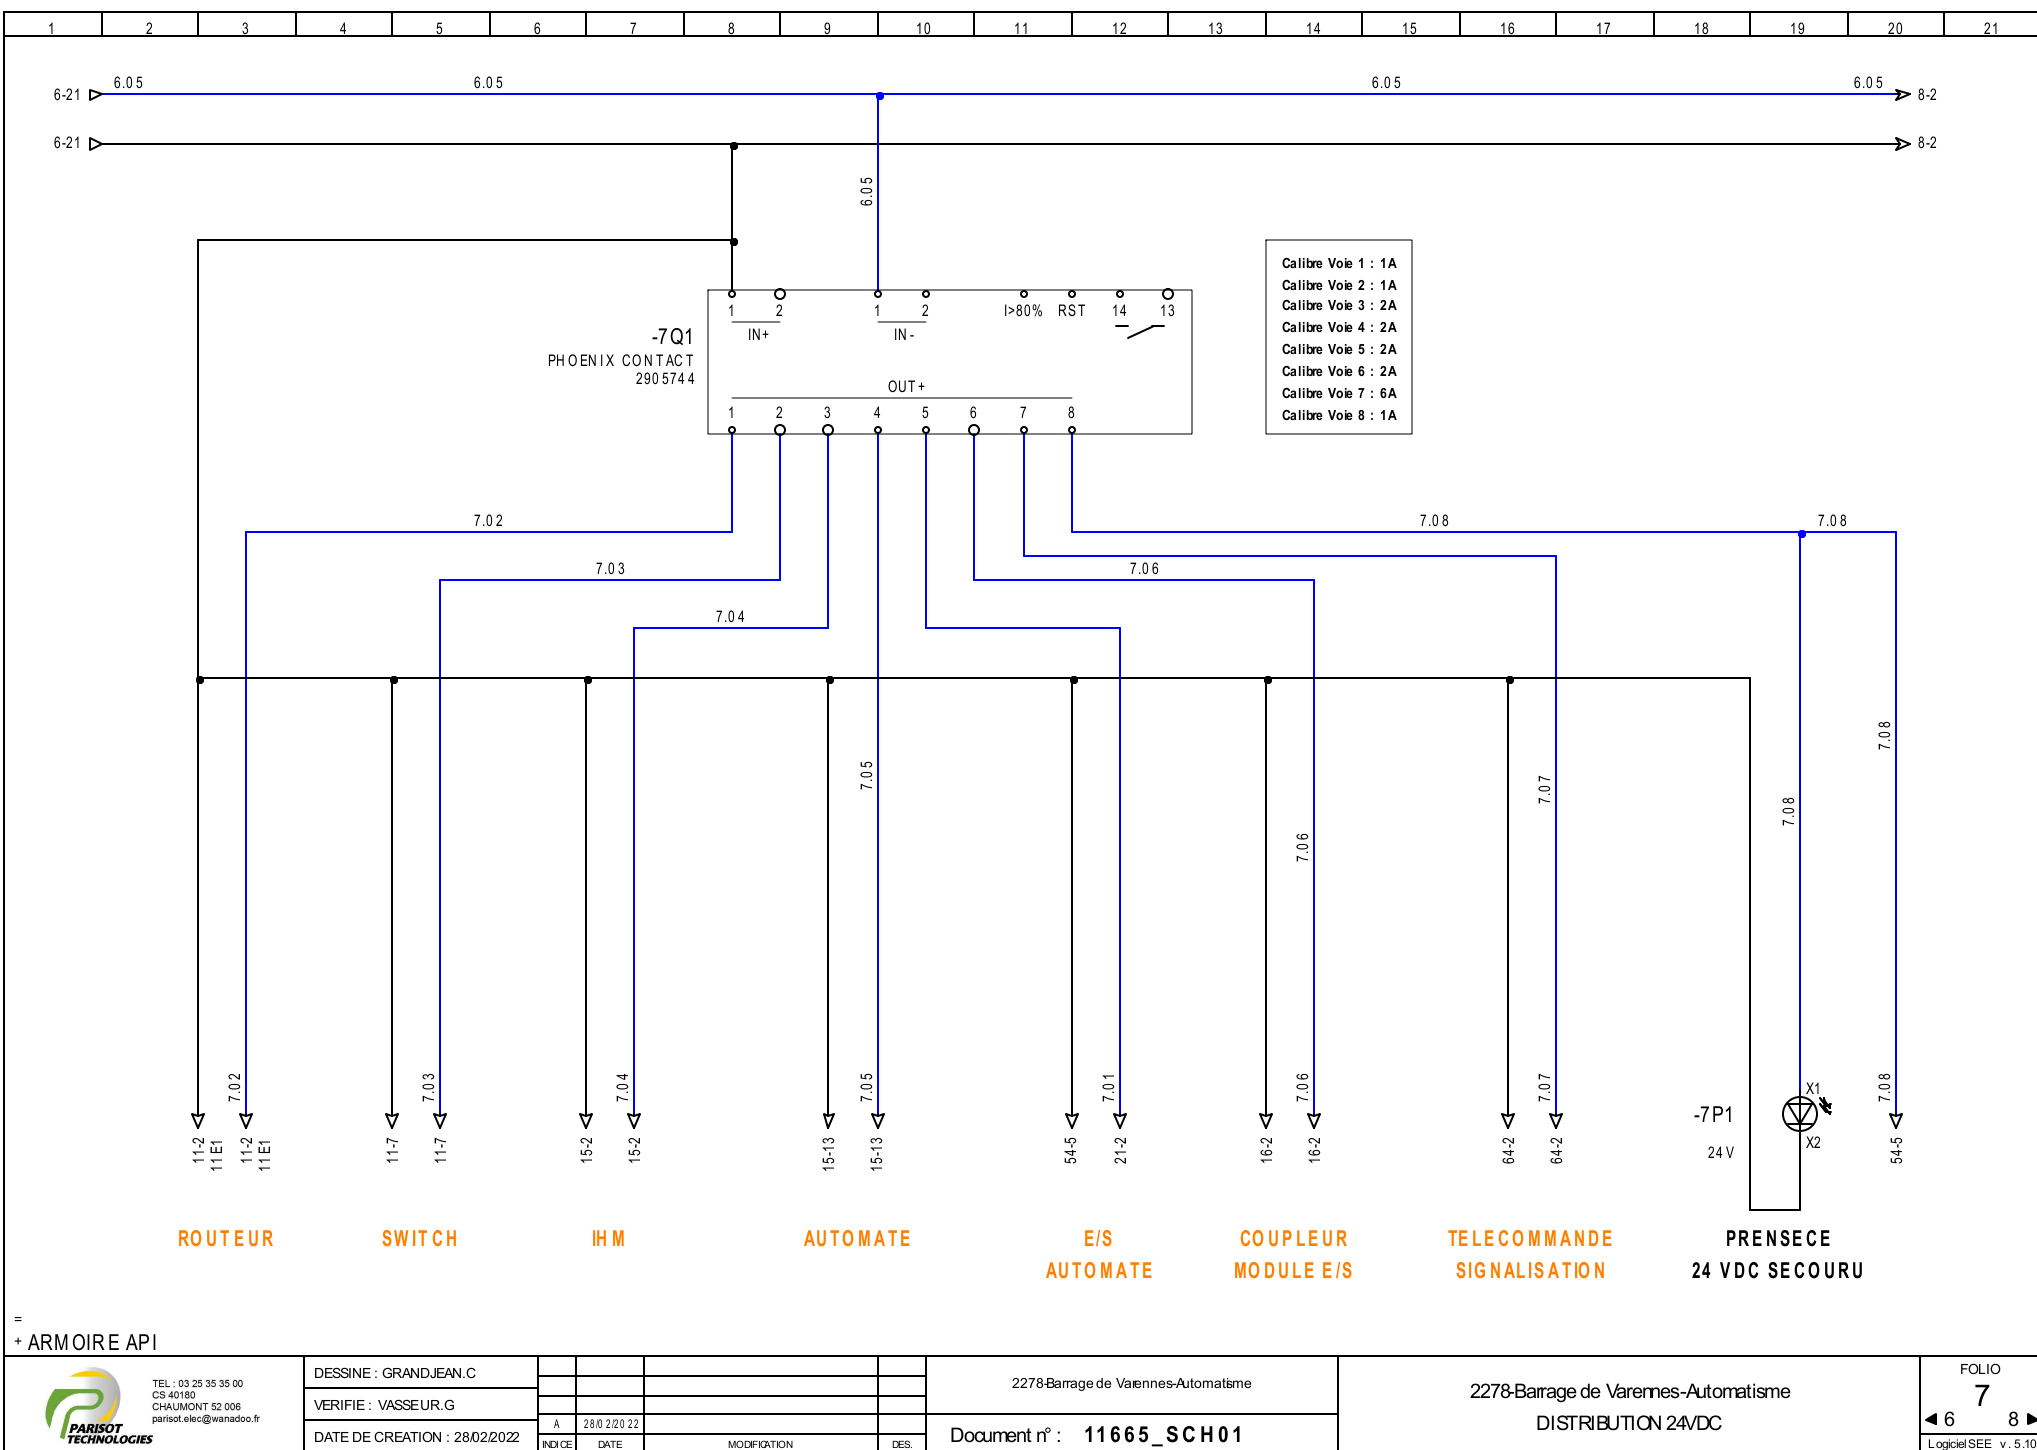 1 2 3 4 5 6 7 8 9 10 11 12 13 14 15 16 17 18 19 20 21
6-21 6.05 6.05 6.05 6.05 8-2
6-21 8-2
6.05
Calibre Voie 1 : 1A
Calibre Voie 2 : 1A
Calibre Voie 3 : 2A
Calibre Voie 4 : 2A
Calibre Voie 5 : 2A
Calibre Voie 6 : 2A
Calibre Voie 7 : 6A
Calibre Voie 8 : 1A
1 2 1 2 I>80% RST 14 13
IN+ IN-
-7Q1
PHOENIX CONTACT
2905744
OUT+
1 2 3 4 5 6 7 8
7.02 7.08 7.08
7.03 7.06
7.04
7.05 7.06 7.07 7.08 7.08
7.02 7.03 7.04 7.05 7.01 7.06 7.07 7.08
X1
-7P1
24V
X2
11-2 11E1 11-2 11E1 11-7 11-7 15-2 15-2 15-13 15-13 54-5 21-2 16-2 16-2 64-2 64-2 54-5
ROUTEUR SWITCH IHM AUTOMATE E/S COUPLEUR TELECOMMANDE PRENSECE
AUTOMATE MODULE E/S SIGNALISATION 24 VDC SECOURU
=
+ ARMOIRE API
PARISOT
TECHNOLOGIES
TEL : 03 25 35 35 00
CS 40180
CHAUMONT 52 006
parisot.elec@wanadoo.fr
DESSINE : GRANDJEAN.C
VERIFIE : VASSEUR.G
DATE DE CREATION : 28/02/2022
A 28/02/2022
INDICE DATE MODIFICATION DES.
2278-Barrage de Varennes-Automatisme
Document n° : 11665_SCH01
2278-Barrage de Varennes-Automatisme
DISTRIBUTION 24VDC
FOLIO
7
6 8
Logiciel SEE v. 5.10